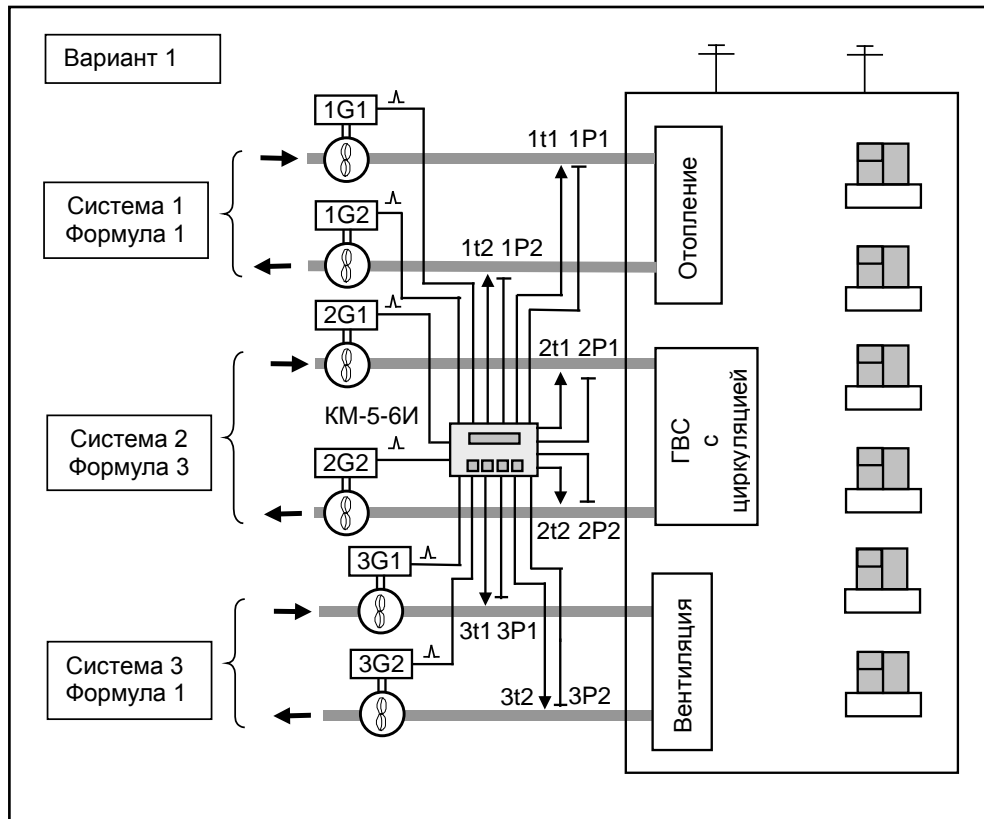 Вариант 1
1G1
1t1 1P1
Отопление
Система 1
Формула 1
1G2
1t2 1P2
2G1
2t1 2P1
КМ-5-6И
ГВС
с
циркуляцией
Система 2
Формула 3
2G2
2t2 2P2
3G1
3t1 3P1
Вентиляция
Система 3
Формула 1
3G2
3t2 3P2